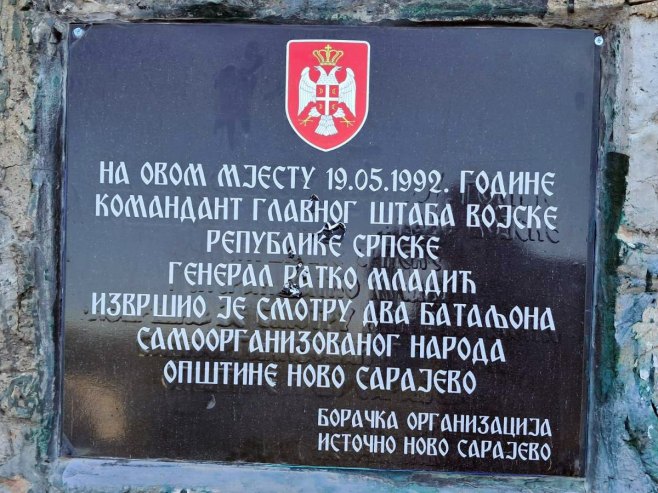 НА ОВОМ МЈЕСТУ 19.05.1992. ГОДИНЕ
КОМАНДАНТ ГЛАВНОГ ШТАБА ВОЈСКЕ
РЕПУБЛИКЕ СРПСКЕ
ГЕНЕРАЛ РАТКО МЛАДИЋ
ИЗВРШИО ЈЕ СМОТРУ ДВА БАТАЉОНА
САМООРГАНИЗОВАНОГ НАРОДА
ОПШТИНЕ НОВО САРАЈЕВО
БОРАЧКА ОРГАНИЗАЦИЈА
ИСТОЧНО НОВО САРАЈЕВО